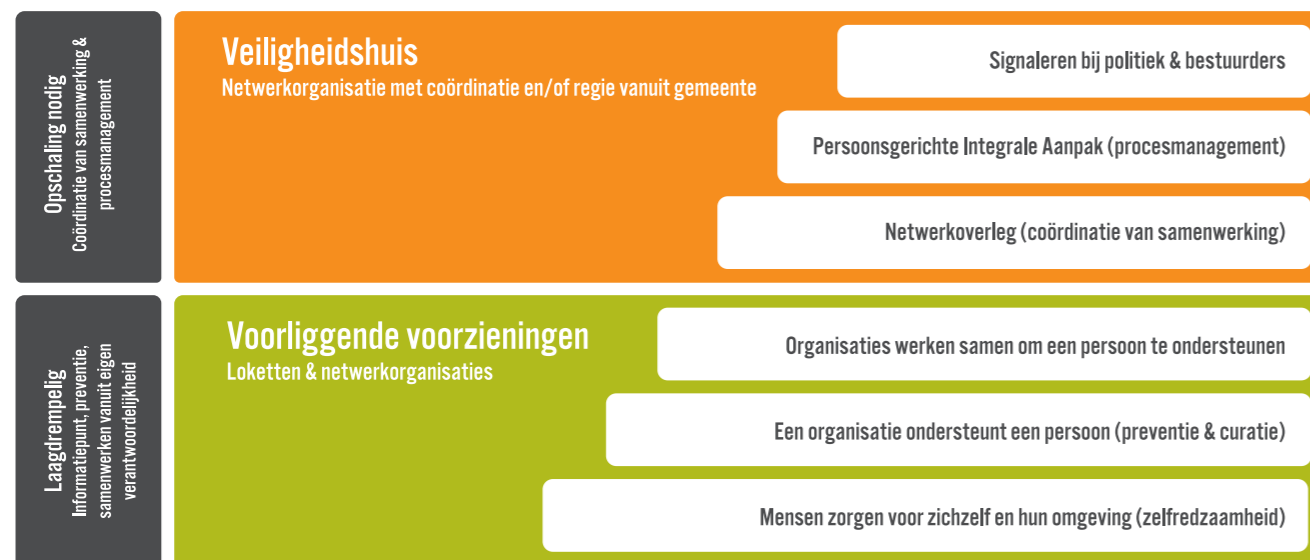 Opschaling nodig
Coördinatie van samenwerking &
procesmanagement
Veiligheidshuis
Netwerkorganisatie met coördinatie en/of regie vanuit gemeente
Signaleren bij politiek & bestuurders
Persoonsgerichte Integrale Aanpak (procesmanagement)
Netwerkoverleg (coördinatie van samenwerking)
Laagdrempelig
Informatiepunt, preventie,
samenwerken vanuit eigen
verantwoordelijkheid
Voorliggende voorzieningen
Loketten & netwerkorganisaties
Organisaties werken samen om een persoon te ondersteunen
Een organisatie ondersteunt een persoon (preventie & curatie)
Mensen zorgen voor zichzelf en hun omgeving (zelfredzaamheid)